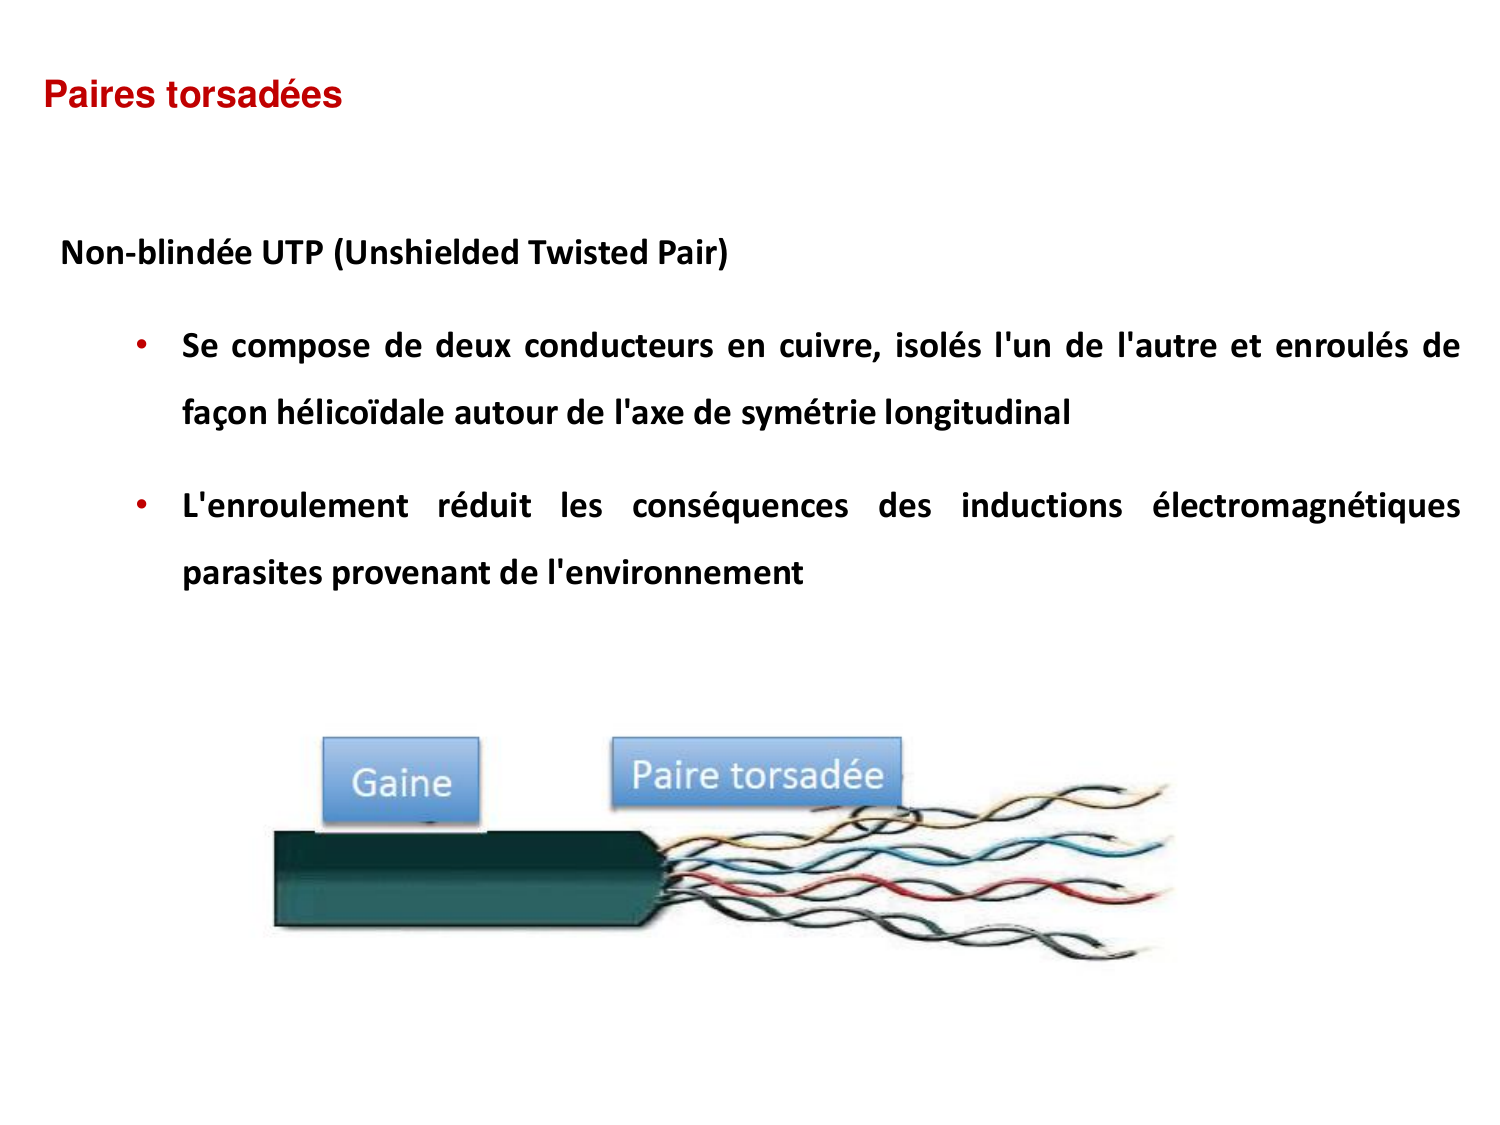 Paires torsadées
Non-blindée UTP (Unshielded Twisted Pair)
• Se compose de deux conducteurs en cuivre, isolés l'un de l'autre et enroulés de
façon hélicoïdale autour de l'axe de symétrie longitudinal
• L'enroulement réduit les conséquences des inductions électromagnétiques
parasites provenant de l'environnement
Gaine
Paire torsadée